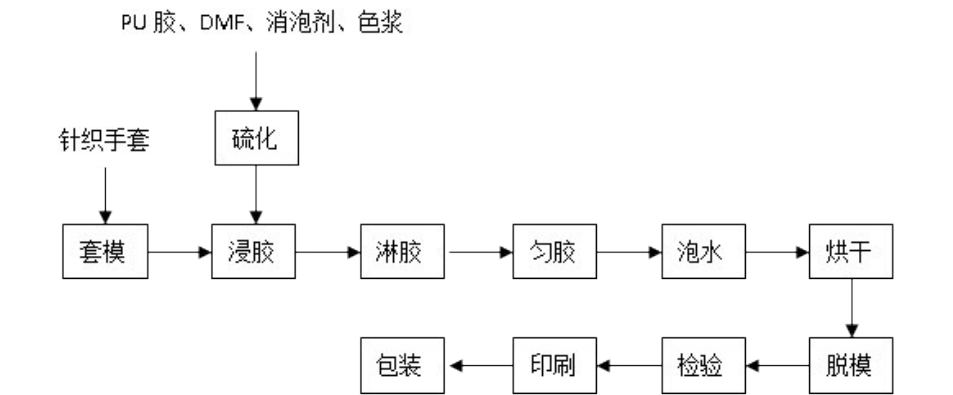 PU 胶、DMF、消泡剂、色浆
硫化
针织手套
套模
浸胶
淋胶
匀胶
泡水
烘干
包装
印刷
检验
脱模